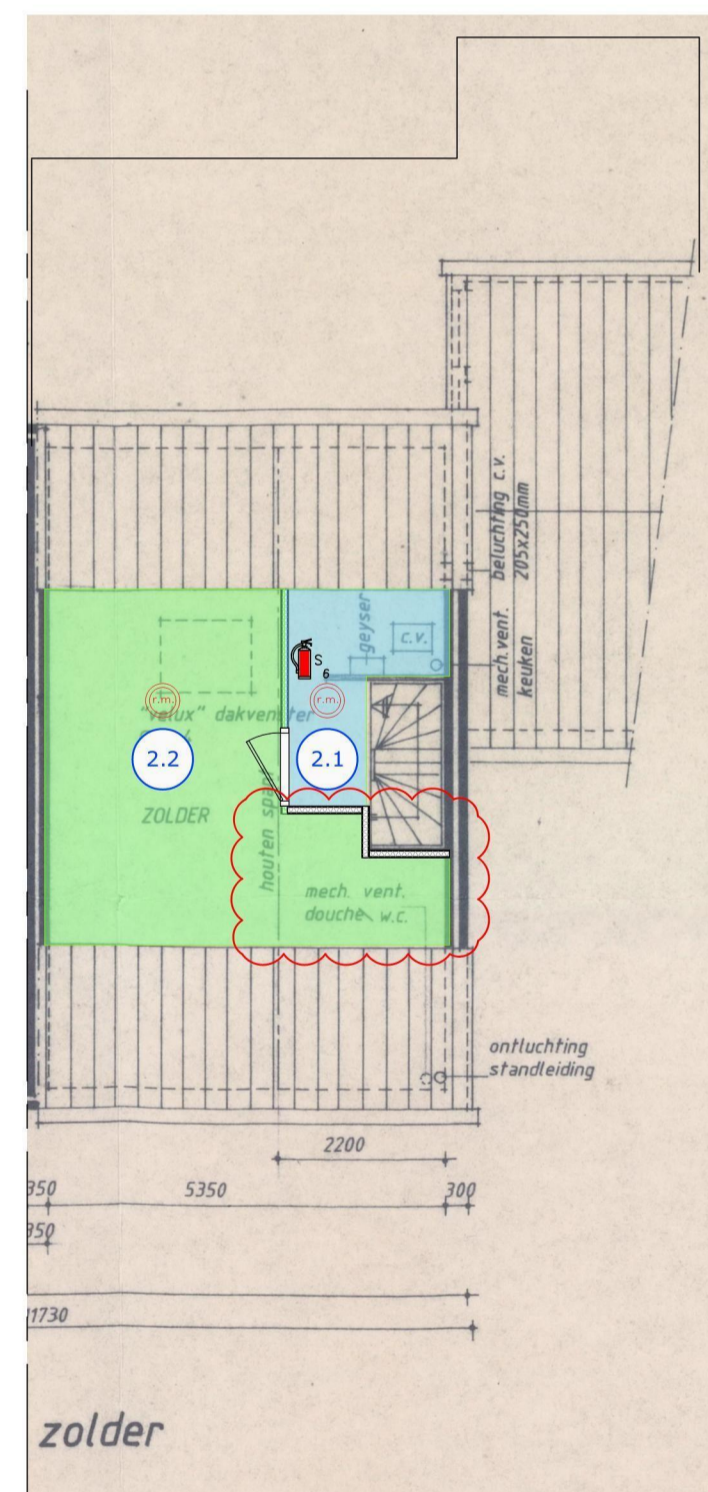 beluchting c.v.
205x250mm
mech.vent.
keuken
geyser
c.v.
S
6
r.m.
r.m.
"velux" dakvenster
2.2
2.1
ZOLDER
houten spant
mech. vent.
douche w.c.
ontluchting
standleiding
2200
350
5350
300
350
11730
zolder